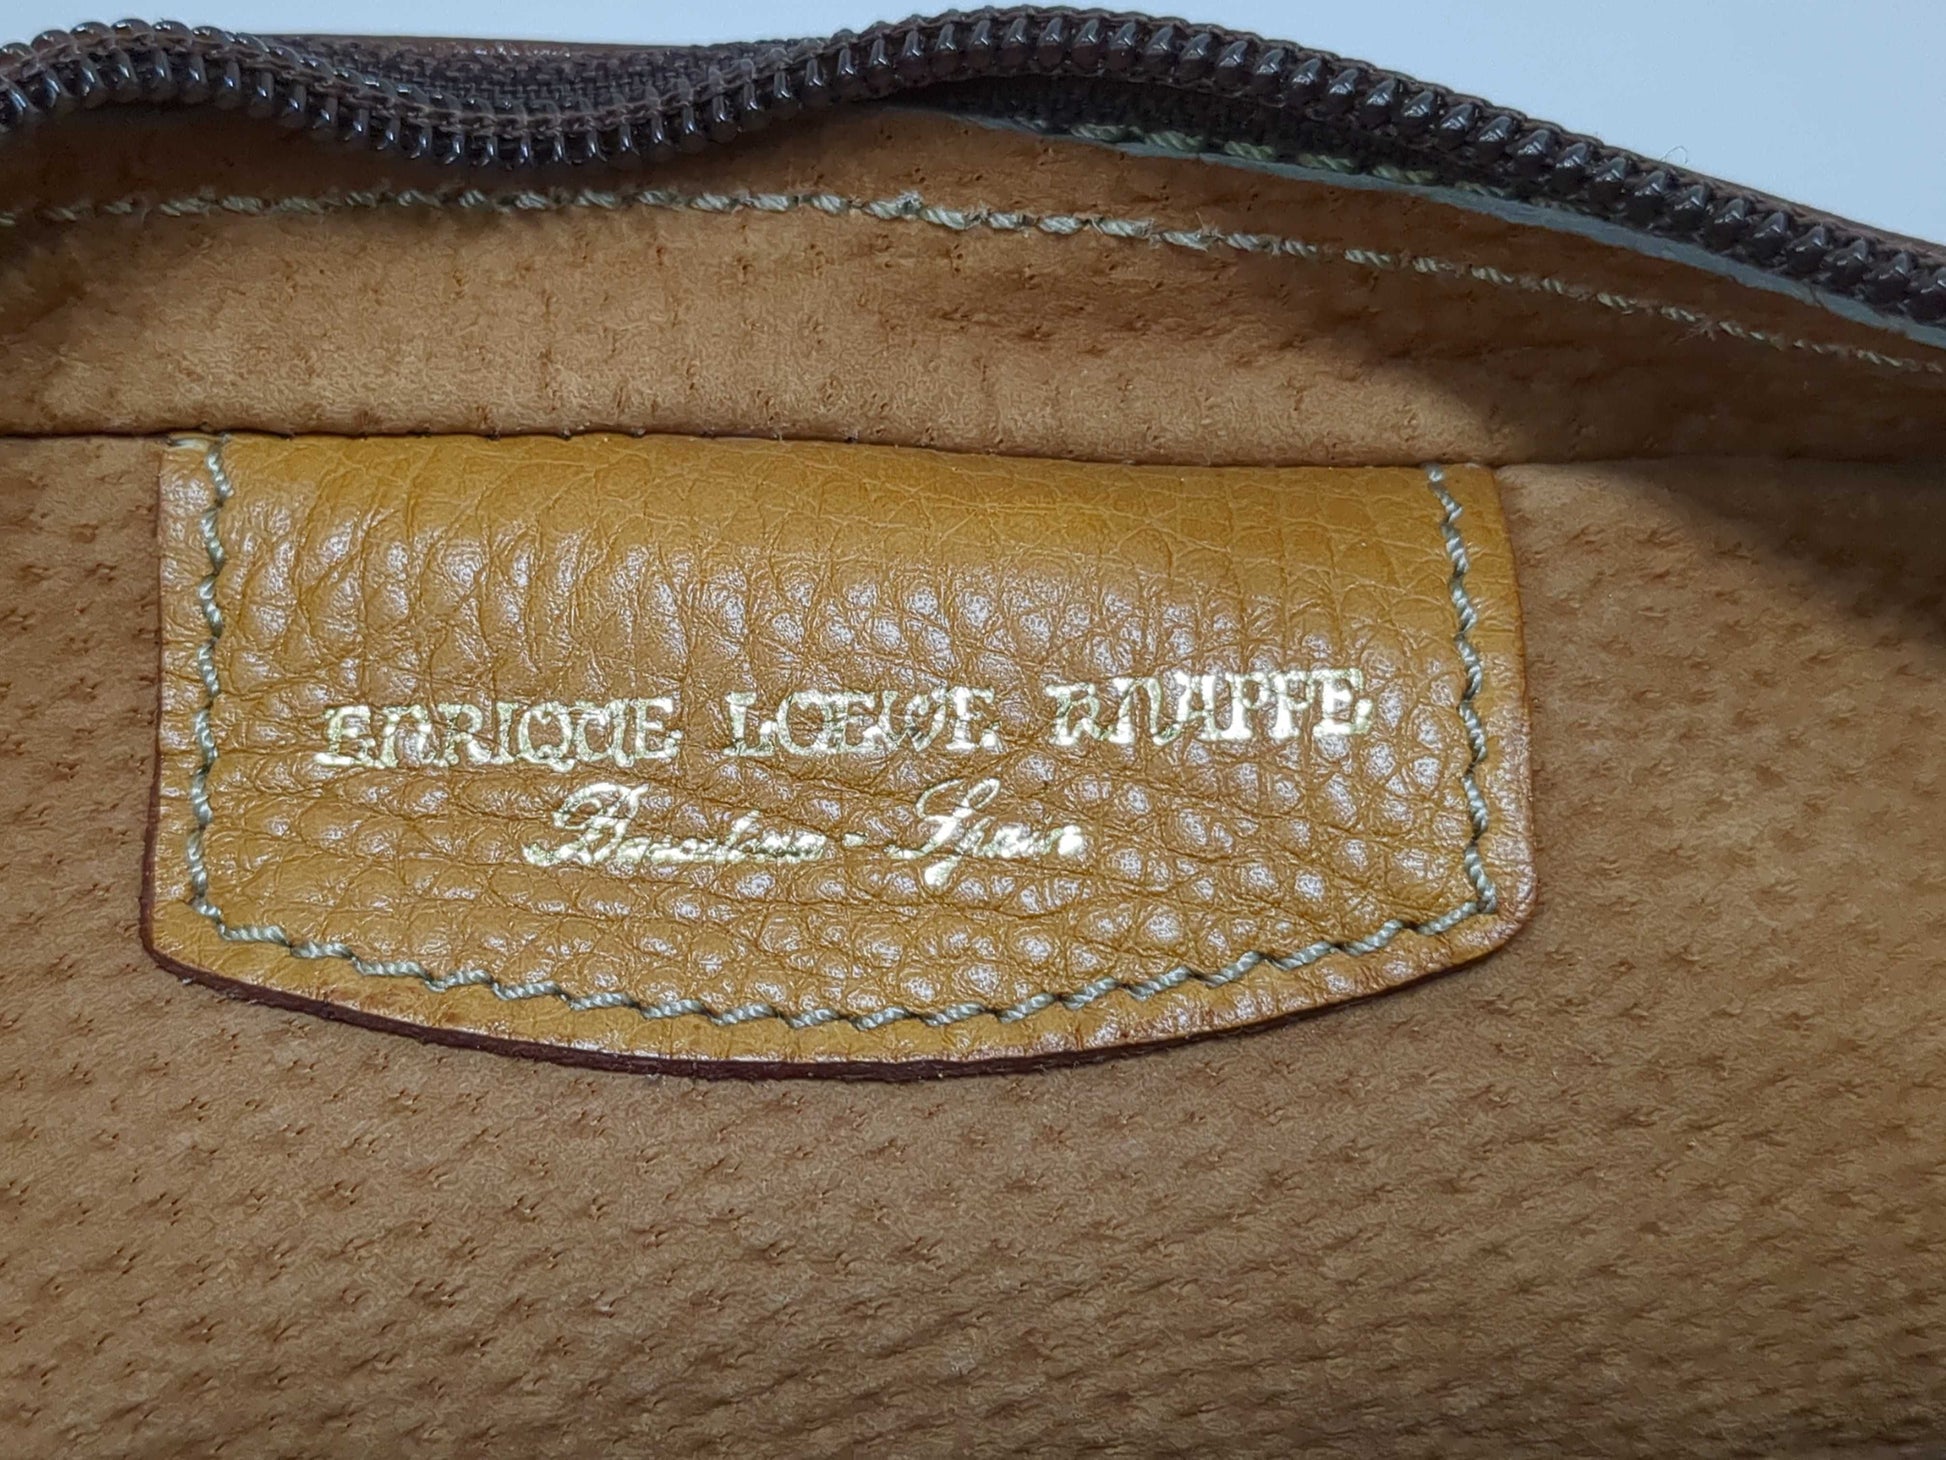 ENRIQUE LOEWE KNAPPE
Barcelona - Spain